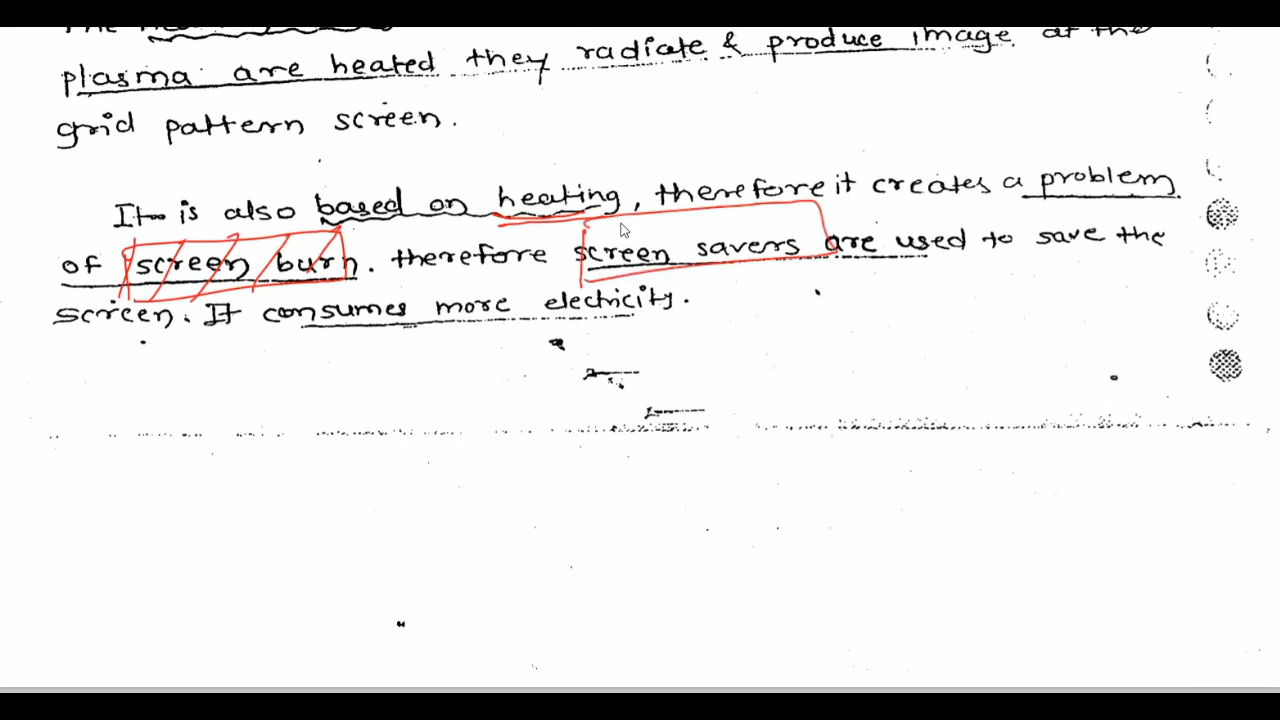 plasma are heated they radiate & produce image at the
grid pattern screen.
It is also based on heating, therefore it creates a problem
of screen burn. therefore screen savers are used to save the
screen. It consumes more electricity.